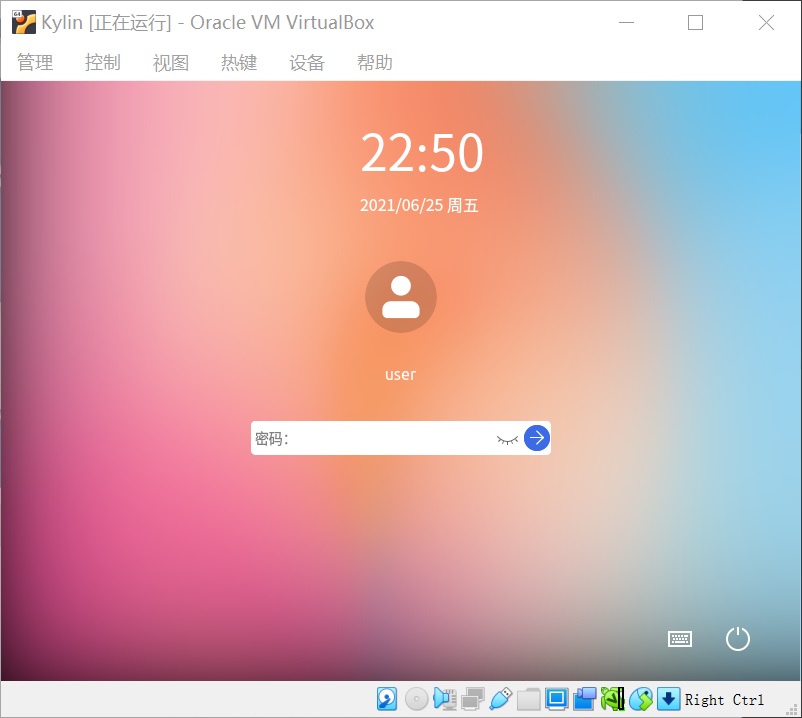 Kylin [正在运行] - Oracle VM VirtualBox
管理 控制 视图 热键 设备 帮助
22:50
2021/06/25 周五
user
密码：
Right Ctrl